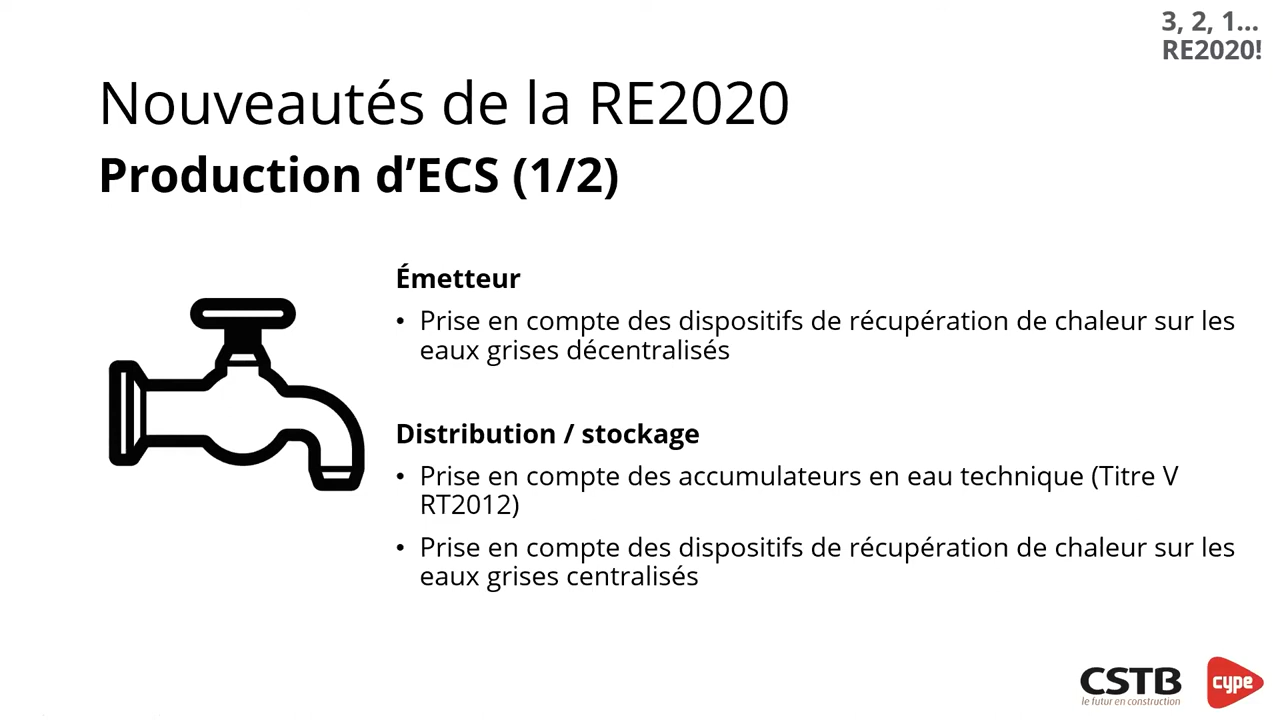 3, 2, 1...
RE2020!
Nouveautés de la RE2020
Production d’ECS (1/2)
Émetteur
• Prise en compte des dispositifs de récupération de chaleur sur les
eaux grises décentralisés
Distribution / stockage
• Prise en compte des accumulateurs en eau technique (Titre V
RT2012)
• Prise en compte des dispositifs de récupération de chaleur sur les
eaux grises centralisés
CSTB
le futur en construction
cype